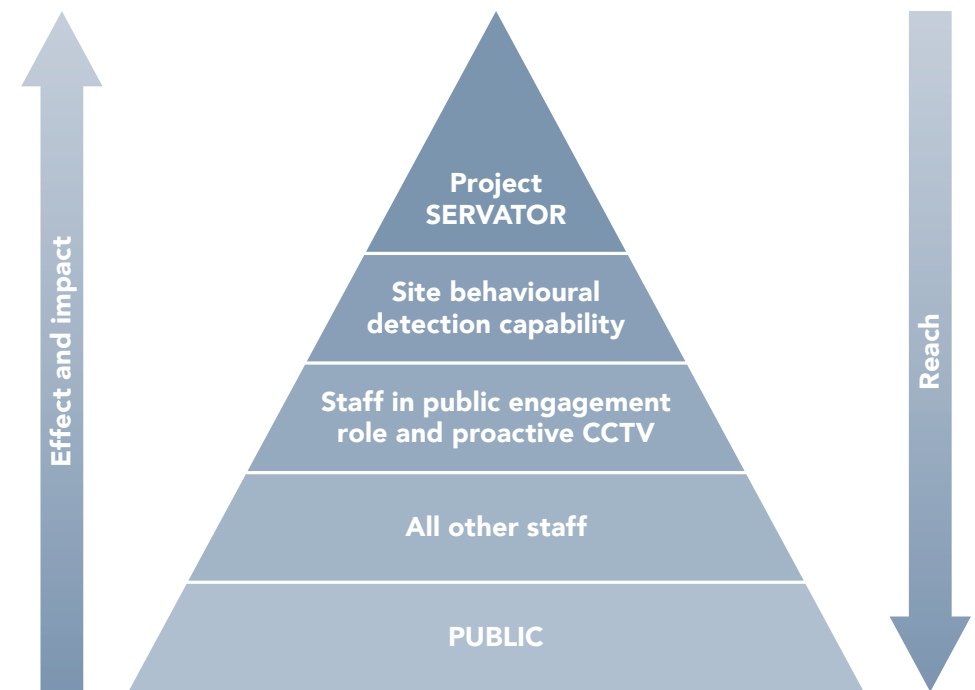 Effect and impact
Project
SERVATOR
Site behavioural
detection capability
Staff in public engagement
role and proactive CCTV
All other staff
PUBLIC
Reach